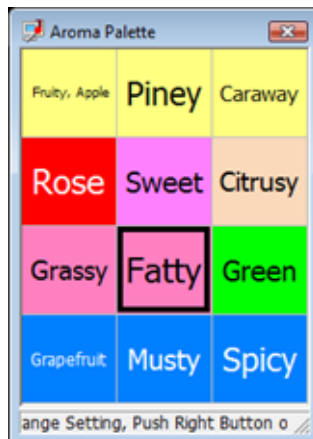 Aroma Palette
Fruity, Apple Piney Caraway
Rose Sweet Citrusy
Grassy Fatty Green
Grapefruit Musty Spicy
ange Setting, Push Right Button o